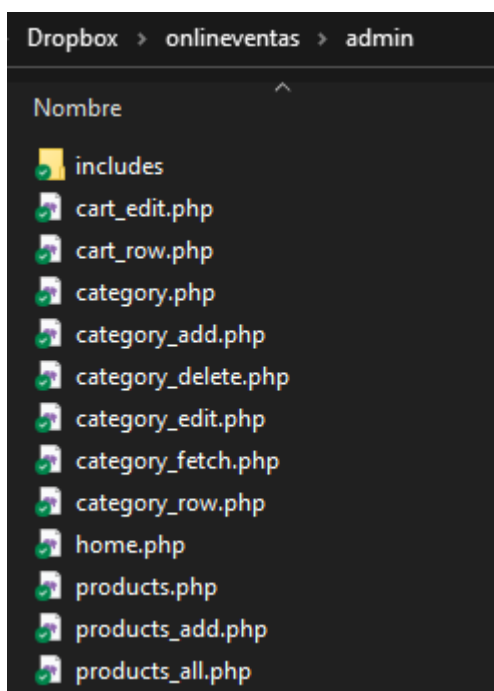 Dropbox > onlineventas > admin
Nombre
includes
cart_edit.php
cart_row.php
category.php
category_add.php
category_delete.php
category_edit.php
category_fetch.php
category_row.php
home.php
products.php
products_add.php
products_all.php